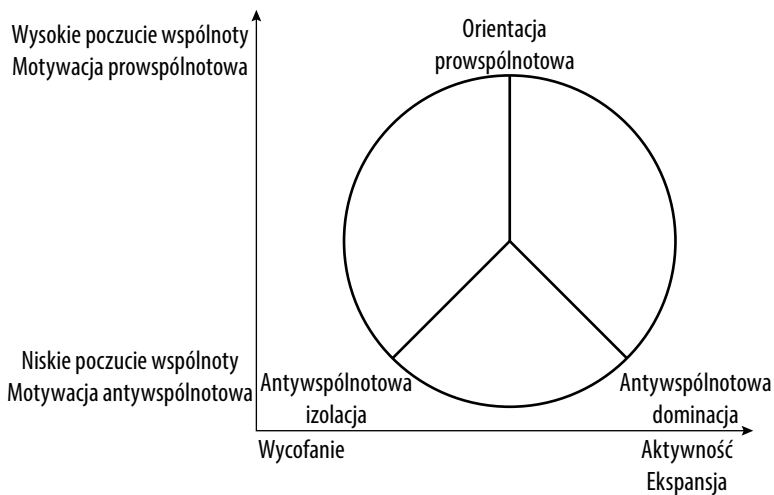 Wysokie poczucie wspólnoty
Motywacja prowspólnotowa
Orientacja
prowspólnotowa
Niskie poczucie wspólnoty
Motywacja antywspólnotowa
Antywspólnotowa
izolacja
Antywspólnotowa
dominacja
Wycofanie
Aktywność
Ekspansja